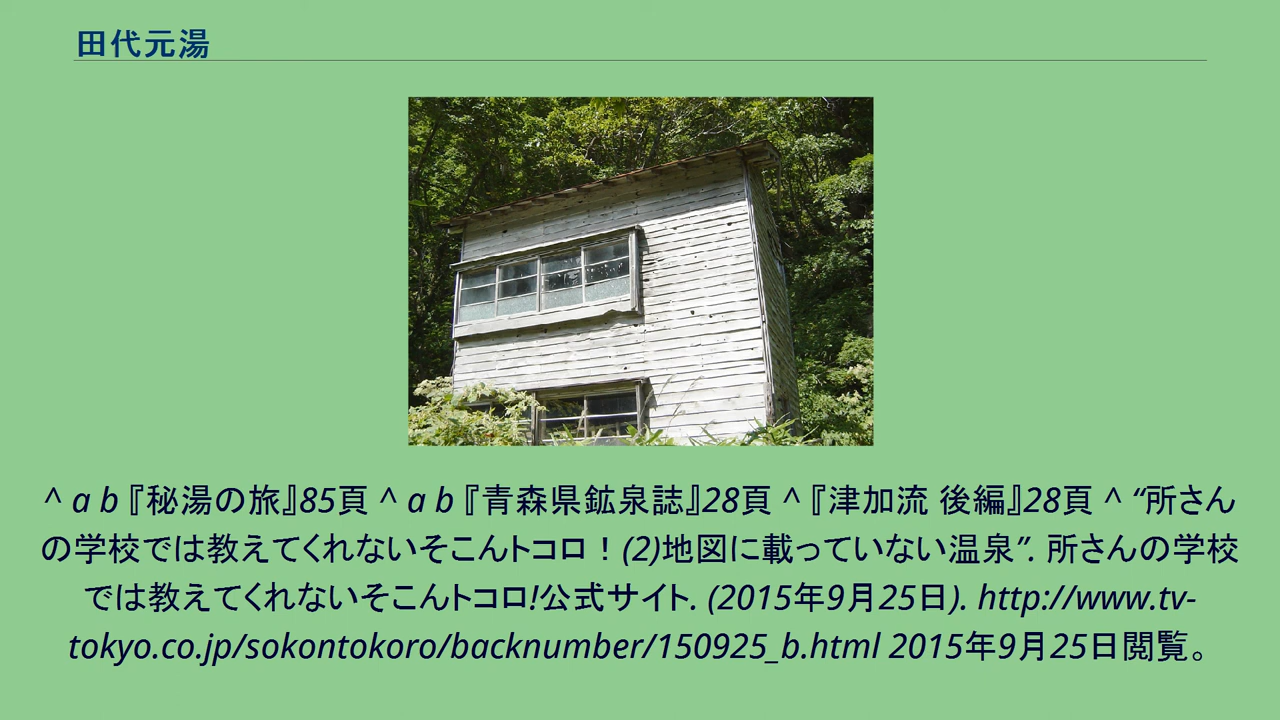 田代元湯
^ a b 『秘湯の旅』85頁 ^ a b 『青森県鉱泉誌』28頁 ^ 『津加流 後編』28頁 ^ “所さん
の学校では教えてくれないそこんトコロ！(2)地図に載っていない温泉”. 所さんの学校
では教えてくれないそこんトコロ!公式サイト. (2015年9月25日). http://www.tv-
tokyo.co.jp/sokontokoro/backnumber/150925_b.html 2015年9月25日閲覧。